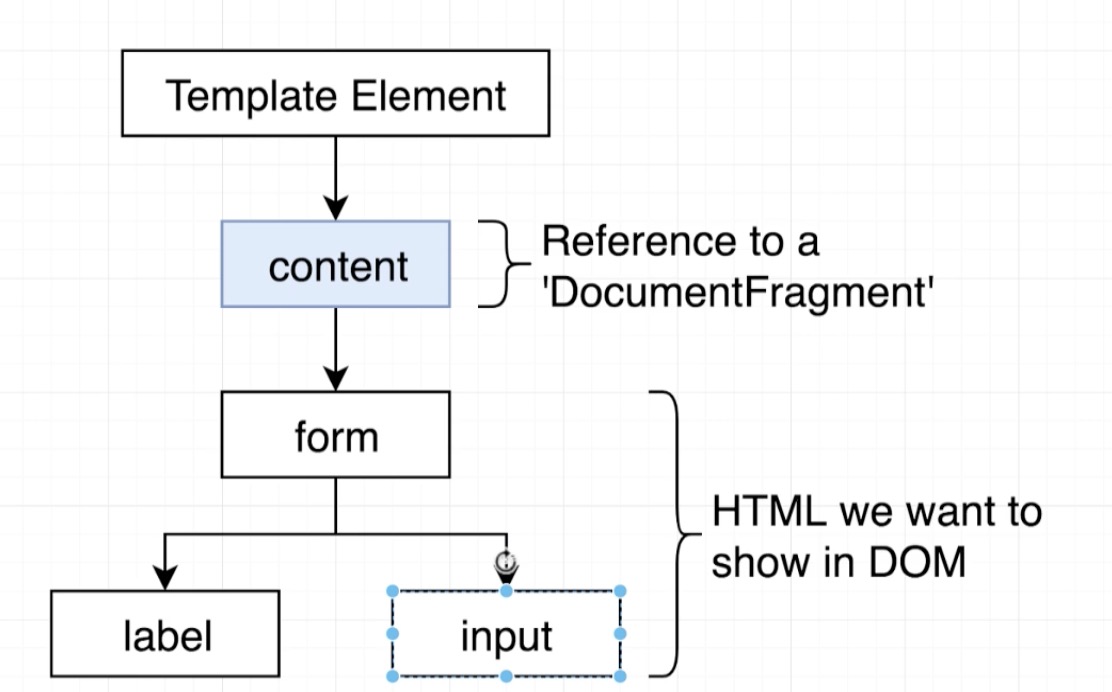 Template Element
content
Reference to a
'DocumentFragment'
form
HTML we want to
show in DOM
label
input